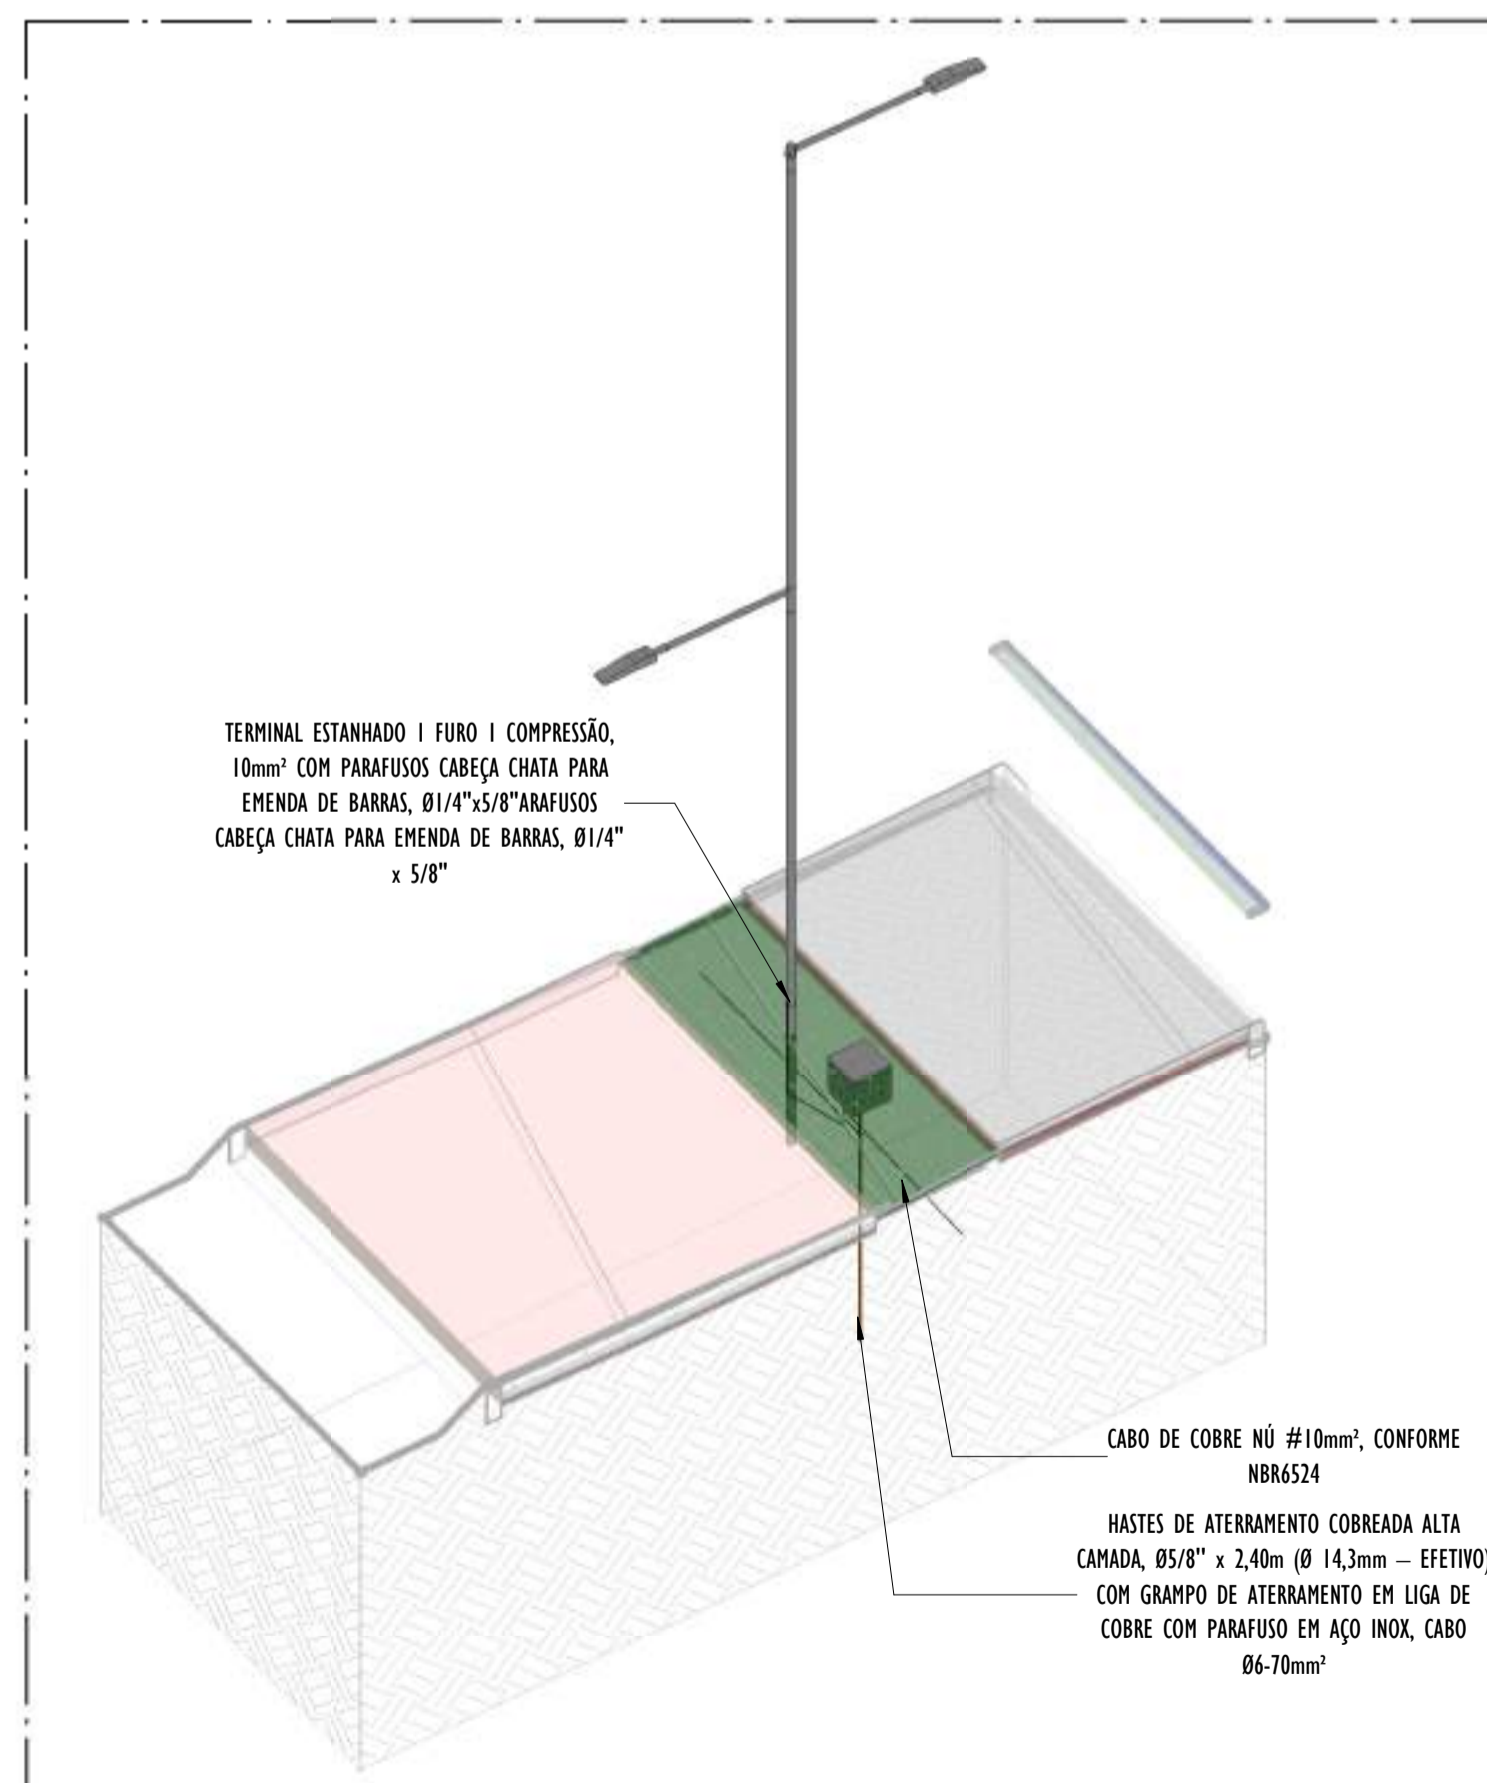 TERMINAL ESTANHADO 1 FURO 1 COMPRESSÃO,
10mm² COM PARAFUSOS CABEÇA CHATA PARA
EMENDA DE BARRAS, Ø1/4"x5/8"ARAFUSOS
CABEÇA CHATA PARA EMENDA DE BARRAS, Ø1/4"
x 5/8"
CABO DE COBRE NÚ #10mm², CONFORME
NBR6524
HASTES DE ATERRAMENTO COBREADA ALTA
CAMADA, Ø5/8" x 2,40m (Ø 14,3mm – EFETIVO)
COM GRAMPO DE ATERRAMENTO EM LIGA DE
COBRE COM PARAFUSO EM AÇO INOX, CABO
Ø6-70mm²